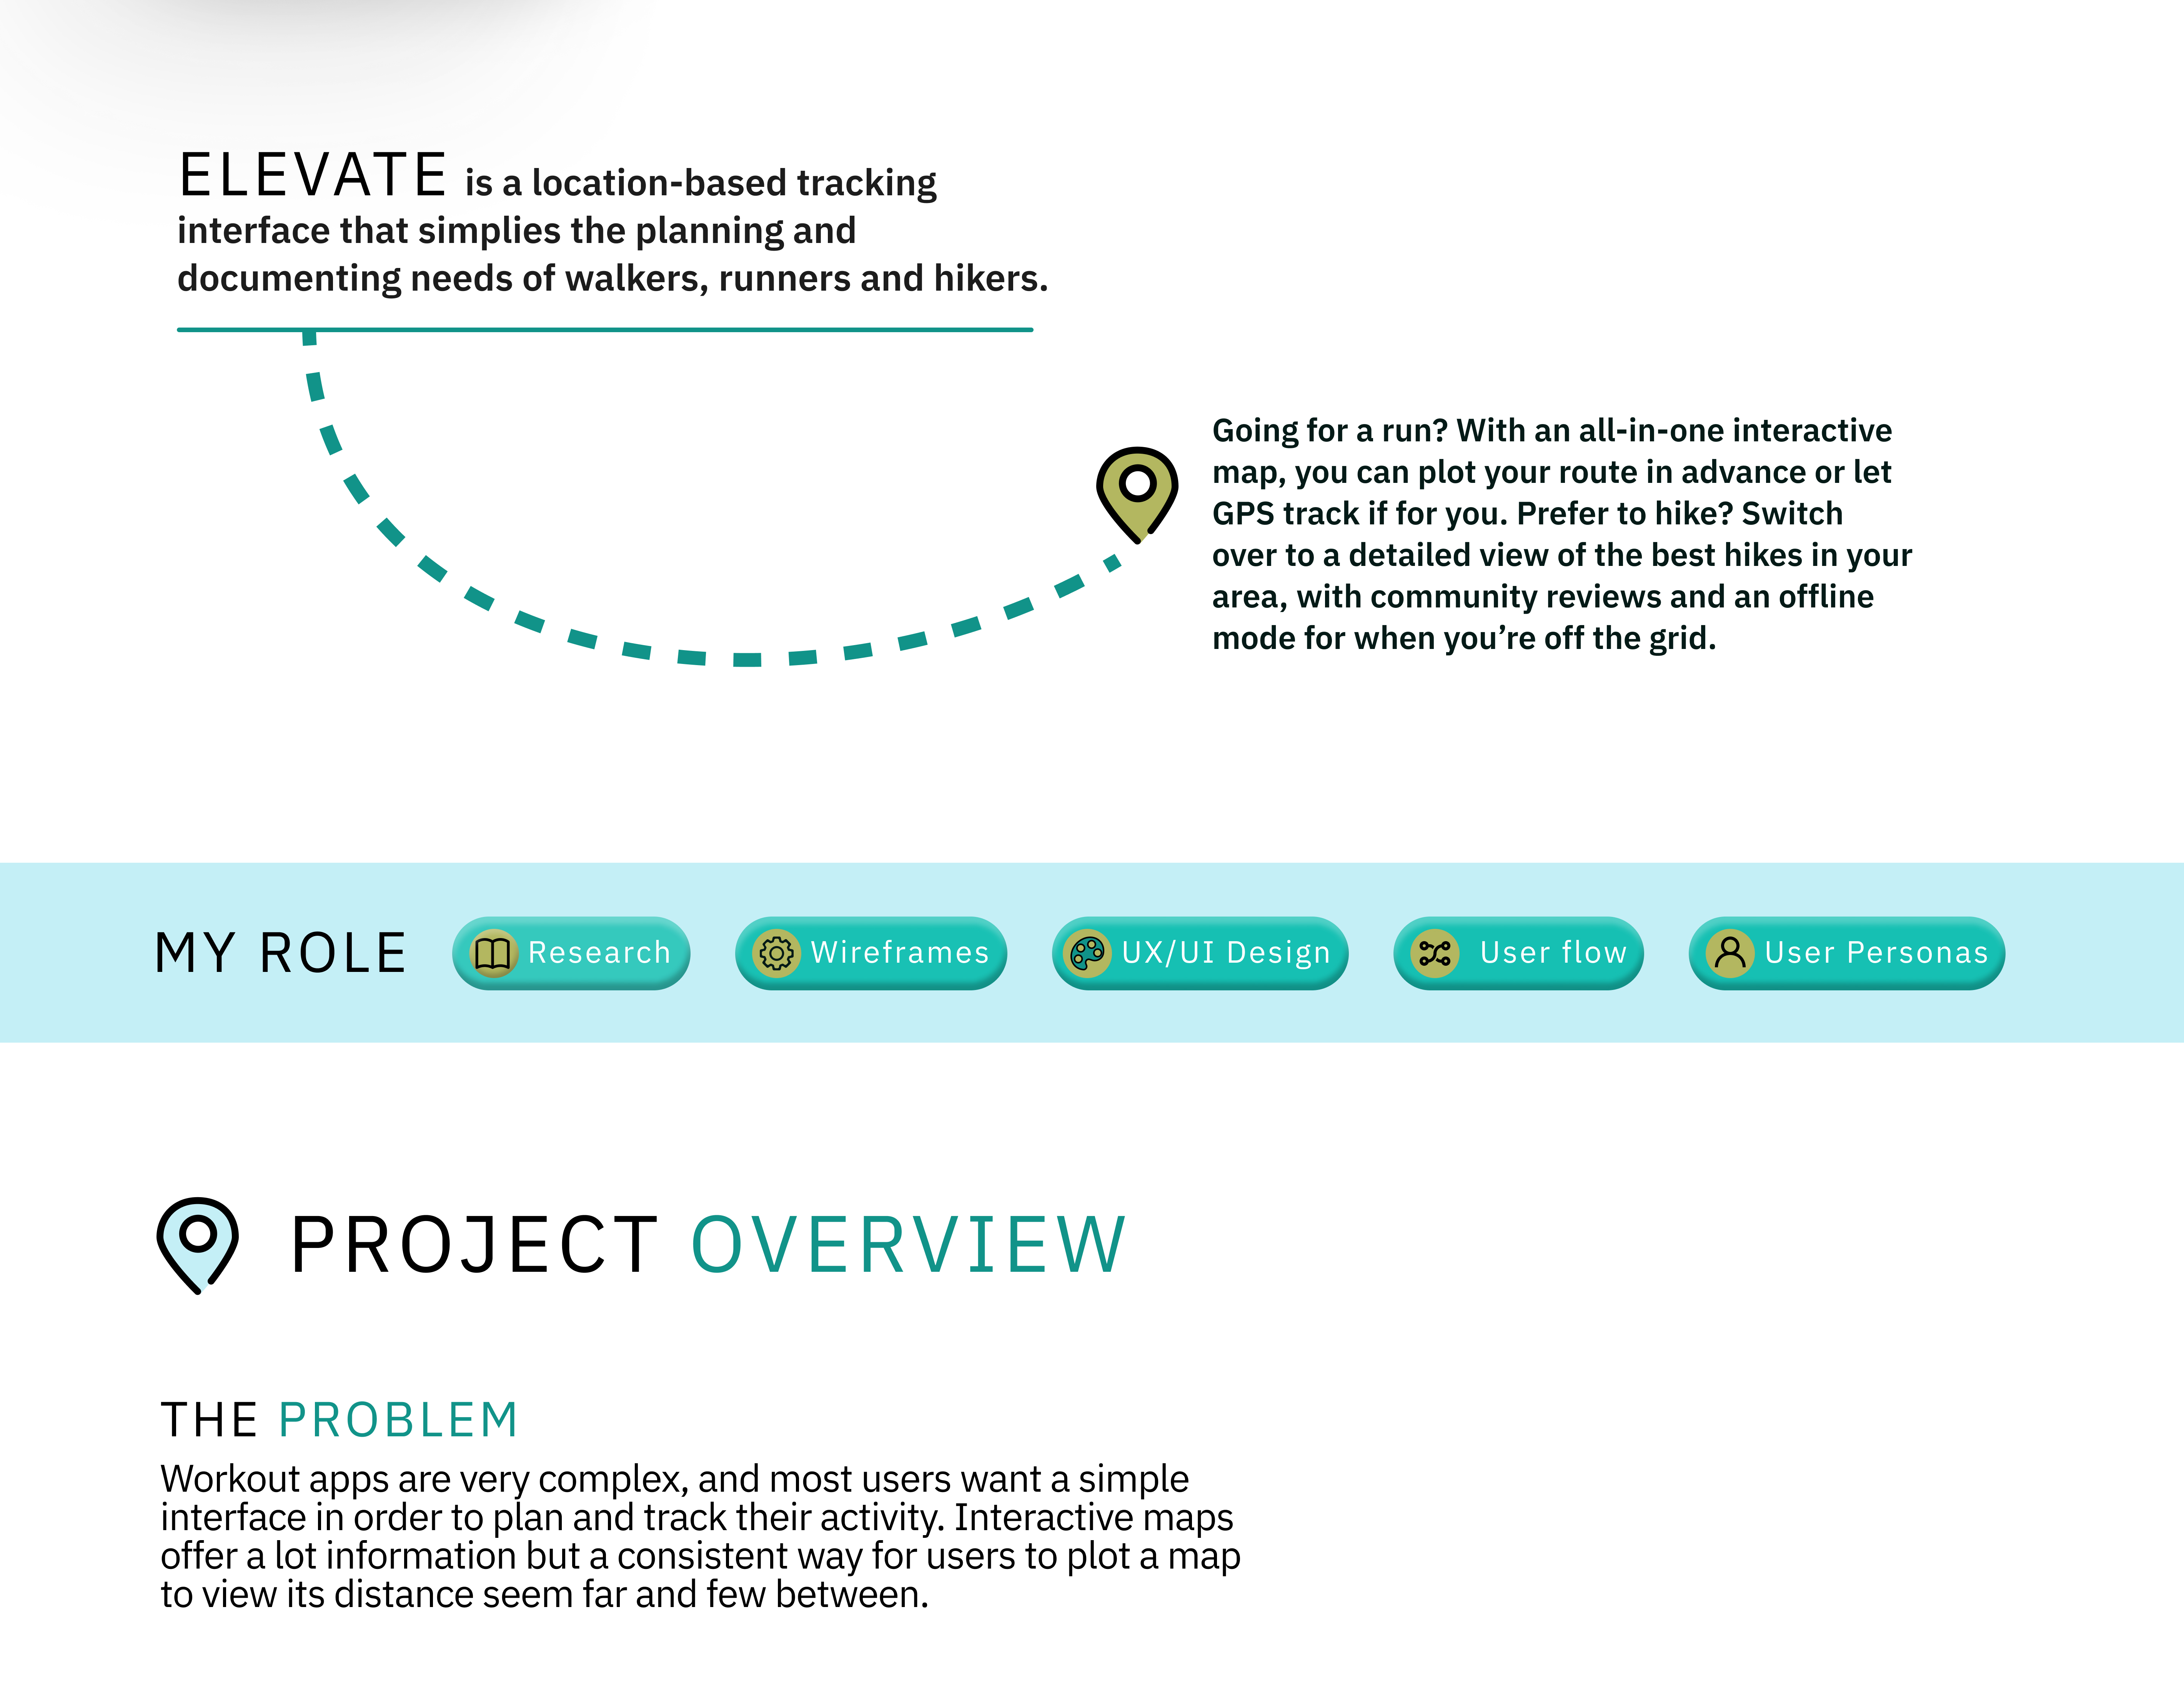 ELEVATE is a location-based tracking
interface that simplies the planning and
documenting needs of walkers, runners and hikers.
Going for a run? With an all-in-one interactive
map, you can plot your route in advance or let
GPS track if for you. Prefer to hike? Switch
over to a detailed view of the best hikes in your
area, with community reviews and an offline
mode for when you’re off the grid.
MY ROLE
Research
Wireframes
UX/UI Design
User flow
User Personas
PROJECT OVERVIEW
THE PROBLEM
Workout apps are very complex, and most users want a simple
interface in order to plan and track their activity. Interactive maps
offer a lot information but a consistent way for users to plot a map
to view its distance seem far and few between.